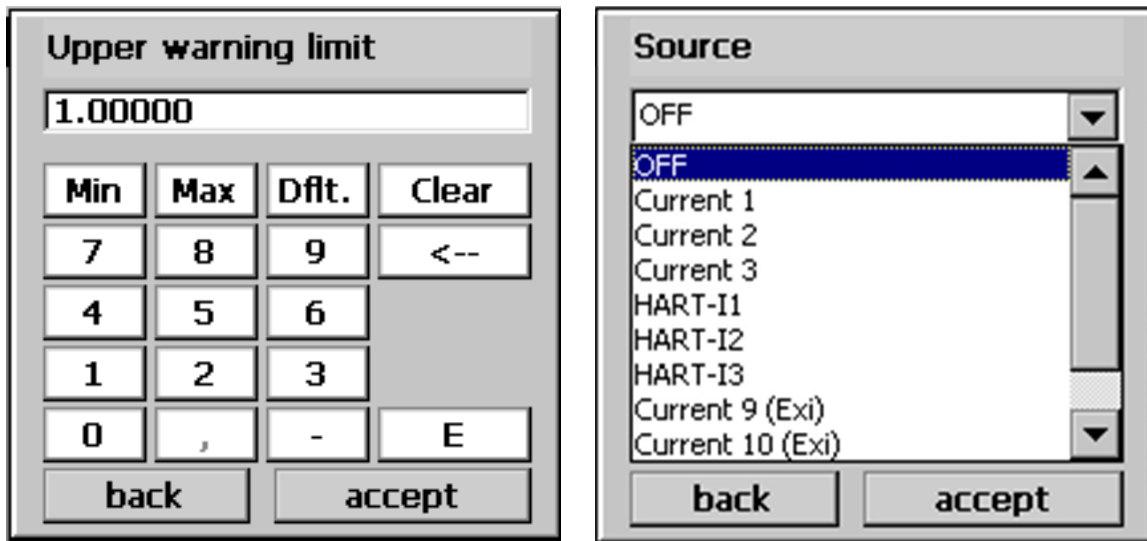 Upper warning limit
1.00000
Min Max Dflt. Clear
7 8 9 <--
4 5 6
1 2 3
0 , - E
back accept
Source
OFF
OFF
Current 1
Current 2
Current 3
HART-I1
HART-I2
HART-I3
Current 9 (Exi)
Current 10 (Exi)
back accept